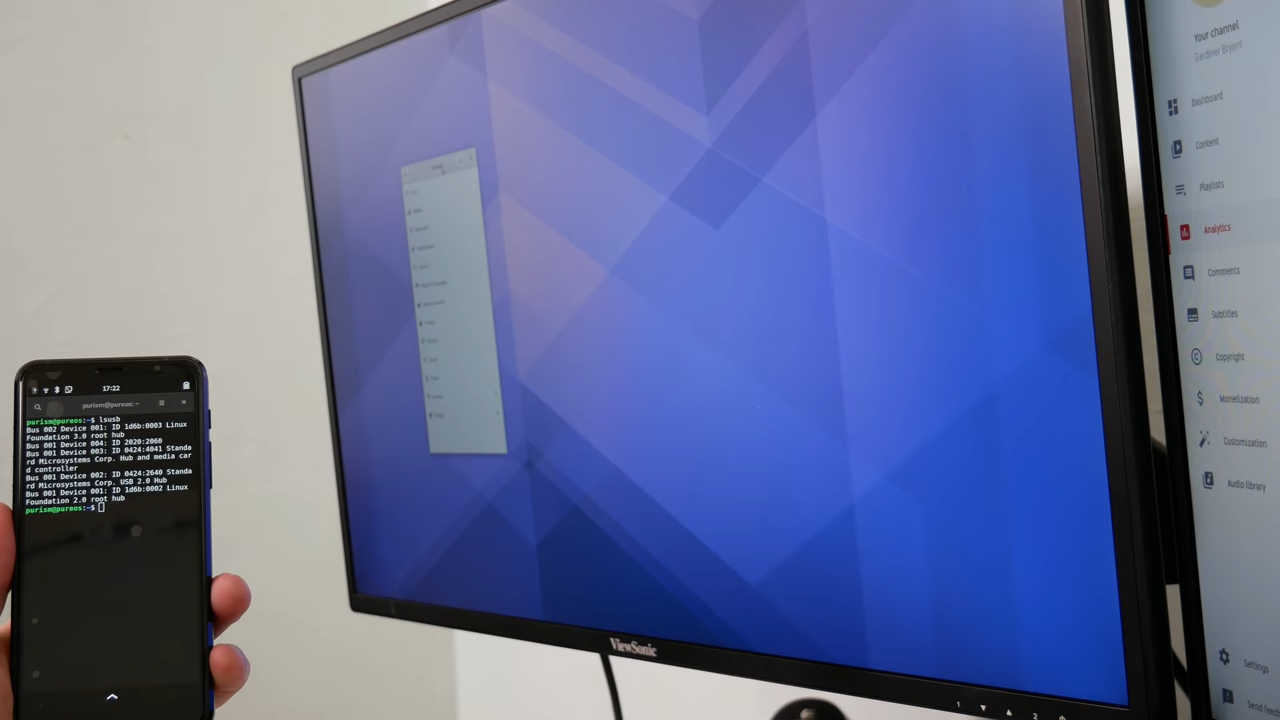 17:22
purism@pureos: ~
purism@pureos:~$ lsusb
Bus 002 Device 001: ID 1d6b:0003 Linux
Foundation 3.0 root hub
Bus 001 Device 004: ID 2020:2060
Bus 001 Device 003: ID 0424:4041 Standa
rd Microsystems Corp. Hub and media car
d controller
Bus 001 Device 002: ID 0424:2640 Standa
rd Microsystems Corp. USB 2.0 Hub
Bus 001 Device 001: ID 1d6b:0002 Linux
Foundation 2.0 root hub
purism@pureos:~$
ViewSonic
1 ▼ ▲ 2
Your channel
Gardiner Bryant
Dashboard
Content
Playlists
Analytics
Comments
Subtitles
Copyright
Monetization
Customization
Audio library
Settings
Send feed